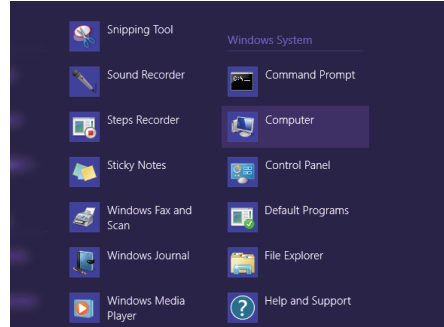 Snipping Tool
Sound Recorder
Steps Recorder
Sticky Notes
Windows Fax and
Scan
Windows Journal
Windows Media
Player
Windows System
Command Prompt
Computer
Control Panel
Default Programs
File Explorer
Help and Support